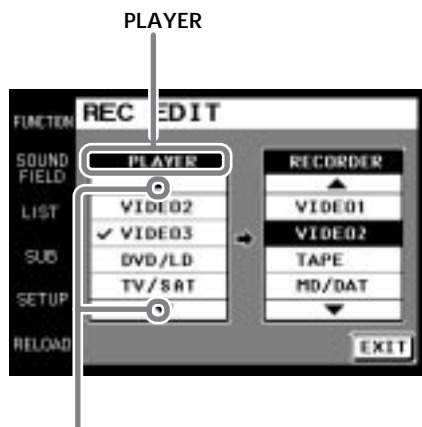 PLAYER
REC EDIT
FUNCTION
SOUND
FIELD
LIST
SUB
SETUP
RELOAD
PLAYER
VIDEO2
✓ VIDEO3
DVD/LD
TV/SAT
RECORDER
VIDEO1
VIDEO2
TAPE
MD/DAT
EXIT